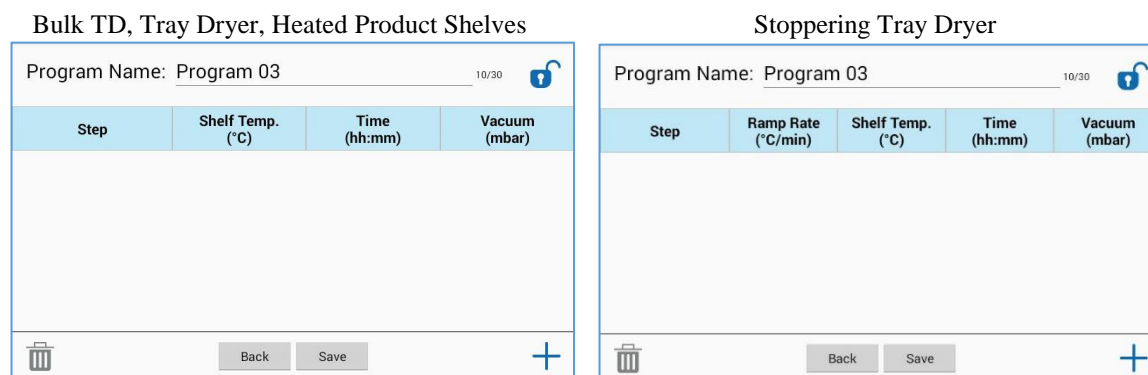 Bulk TD, Tray Dryer, Heated Product Shelves
Program Name: Program 03 10/30
Step Shelf Temp. (°C) Time (hh:mm) Vacuum (mbar)
Back Save
Stoppering Tray Dryer
Program Name: Program 03 10/30
Step Ramp Rate (°C/min) Shelf Temp. (°C) Time (hh:mm) Vacuum (mbar)
Back Save